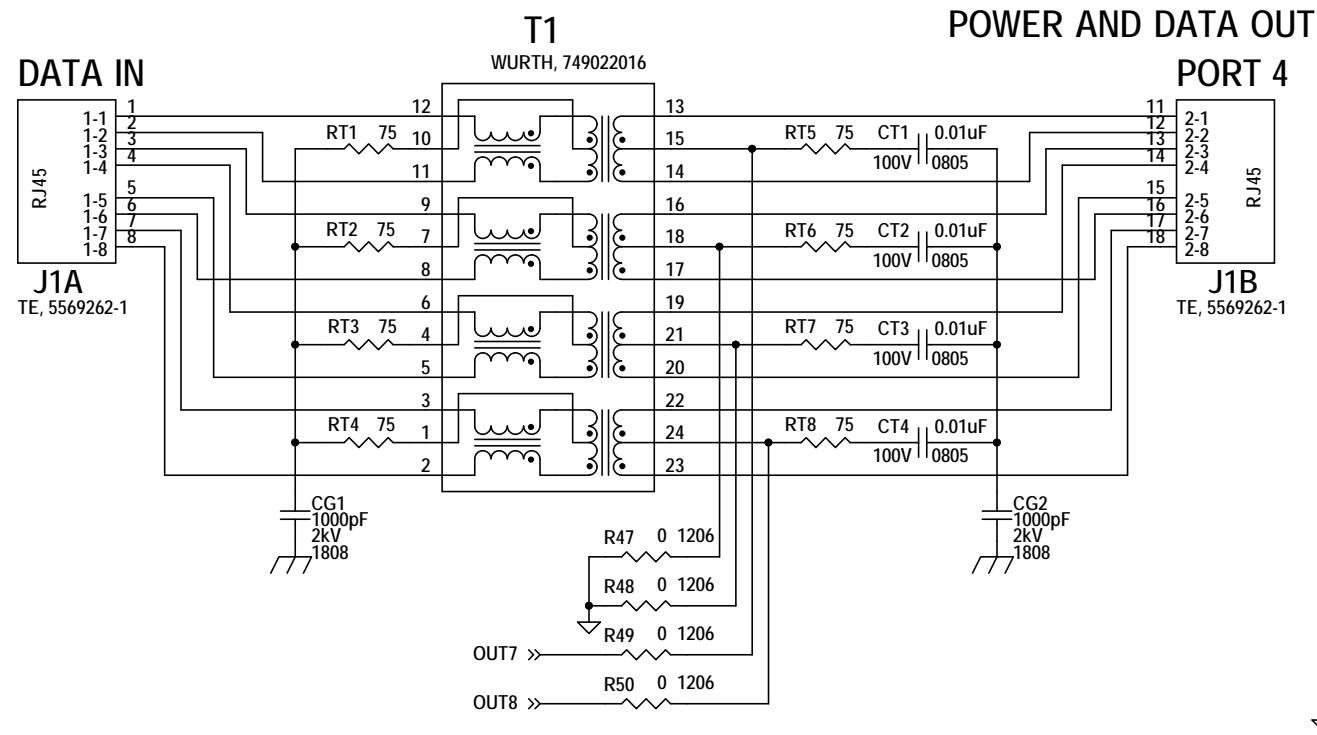 POWER AND DATA OUT
T1
WURTH, 749022016
DATA IN
PORT 4
RJ45
1-1
1-2
1-3
1-4
1-5
1-6
1-7
1-8
1
2
3
4
5
6
7
8
J1A
TE, 5569262-1
RT1 75
RT2 75
RT3 75
RT4 75
CG1
1000pF
2kV
1808
12
10
11
9
7
8
6
4
5
3
1
2
13
15
14
16
18
17
19
21
20
22
24
23
RT5 75 CT1 0.01uF
100V 0805
RT6 75 CT2 0.01uF
100V 0805
RT7 75 CT3 0.01uF
100V 0805
RT8 75 CT4 0.01uF
100V 0805
CG2
1000pF
2kV
1808
11
12
13
14
15
16
17
18
2-1
2-2
2-3
2-4
2-5
2-6
2-7
2-8
RJ45
J1B
TE, 5569262-1
R47 0 1206
R48 0 1206
R49 0 1206
OUT7
R50 0 1206
OUT8